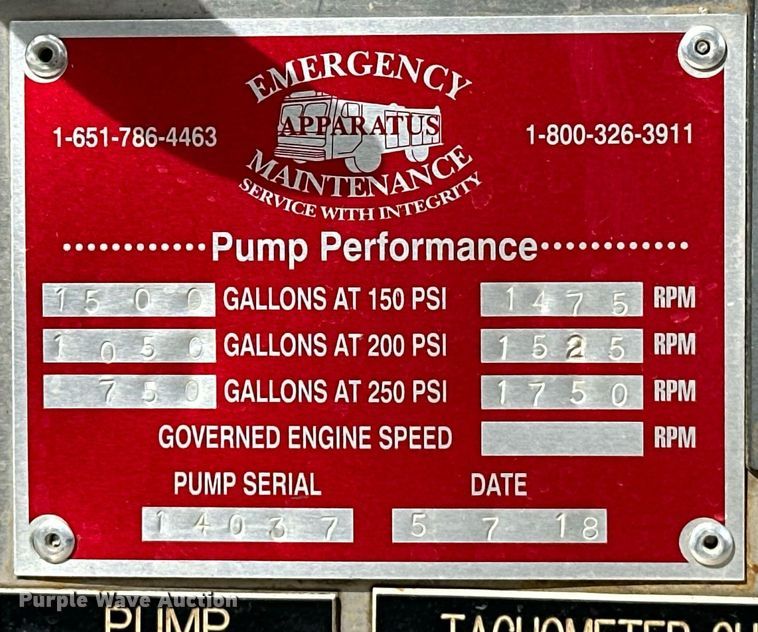 EMERGENCY
1-651-786-4463 APPARATUS 1-800-326-3911
MAINTENANCE
SERVICE WITH INTEGRITY
Pump Performance
1500 GALLONS AT 150 PSI 1475 RPM
1050 GALLONS AT 200 PSI 1525 RPM
750 GALLONS AT 250 PSI 1750 RPM
GOVERNED ENGINE SPEED RPM
PUMP SERIAL DATE
14037 5 7 18
Purple Wave Auction
PUMP TACHOMETER